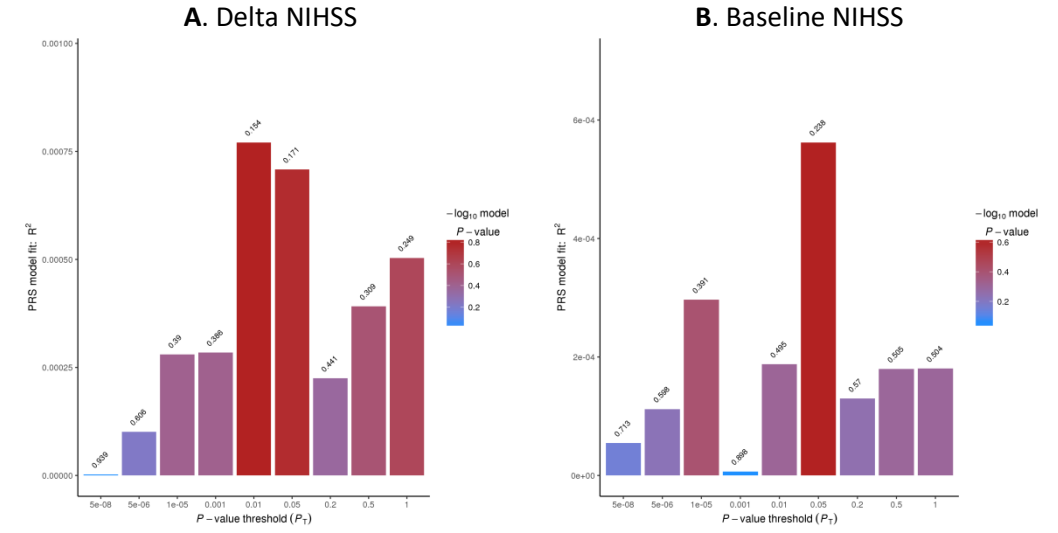 A. Delta NIHSS
0.00100
0.00075
0.00050
0.00025
0.00000
PRS model fit: R²
0.939
0.606
0.39
0.386
0.154
0.171
0.441
0.309
0.249
5e-08 5e-06 1e-05 0.001 0.01 0.05 0.2 0.5 1
P − value threshold (P_T)
−log₁₀ model
P − value
0.8
0.6
0.4
0.2
B. Baseline NIHSS
6e-04
4e-04
2e-04
0e+00
PRS model fit: R²
0.713
0.598
0.391
0.898
0.495
0.238
0.57
0.505
0.504
5e-08 5e-06 1e-05 0.001 0.01 0.05 0.2 0.5 1
P − value threshold (P_T)
−log₁₀ model
P − value
0.6
0.4
0.2